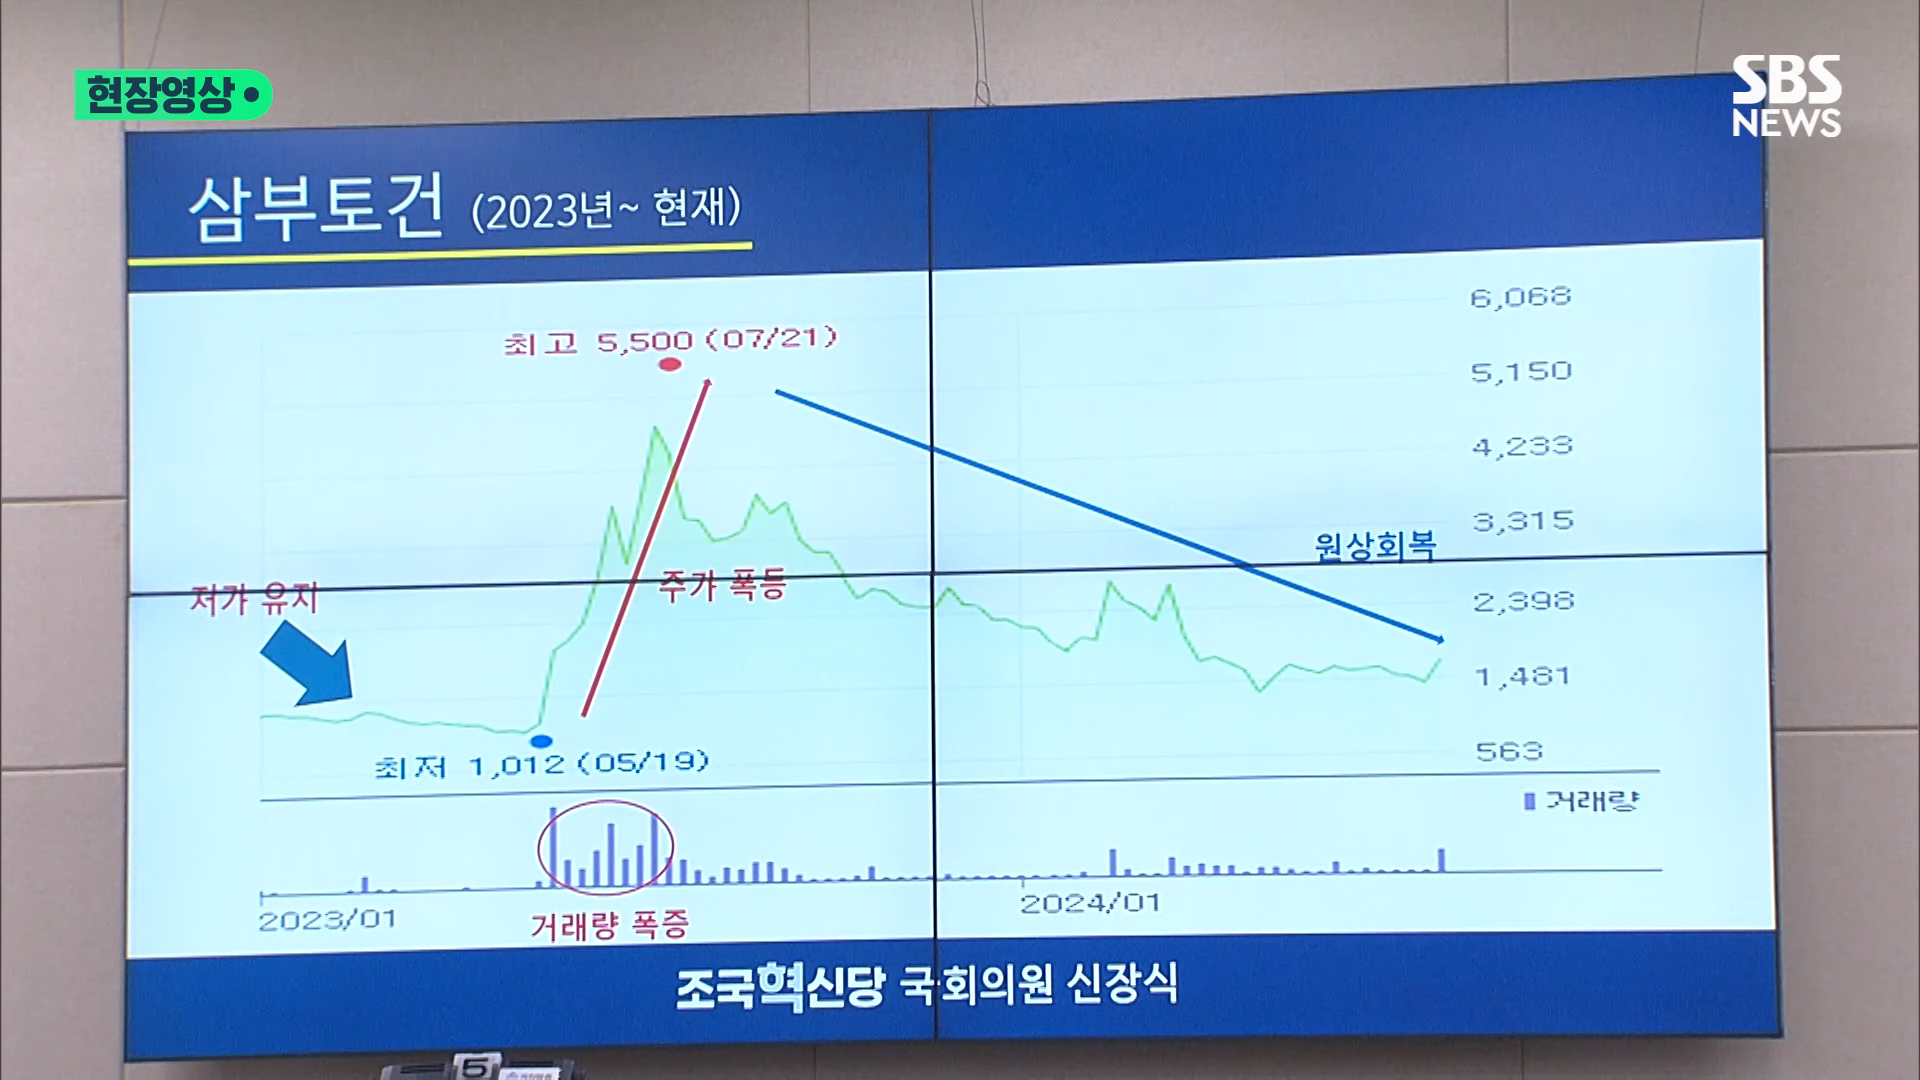 현장영상
SBS
NEWS
삼부토건 (2023년~ 현재)
6,068
최고 5,500 (07/21)
5,150
4,233
3,315
원상회복
저가 유지
주가 폭등
2,398
1,481
최저 1,012 (05/19)
563
거래량
2023/01
2024/01
거래량 폭증
조국혁신당 국회의원 신장식
5